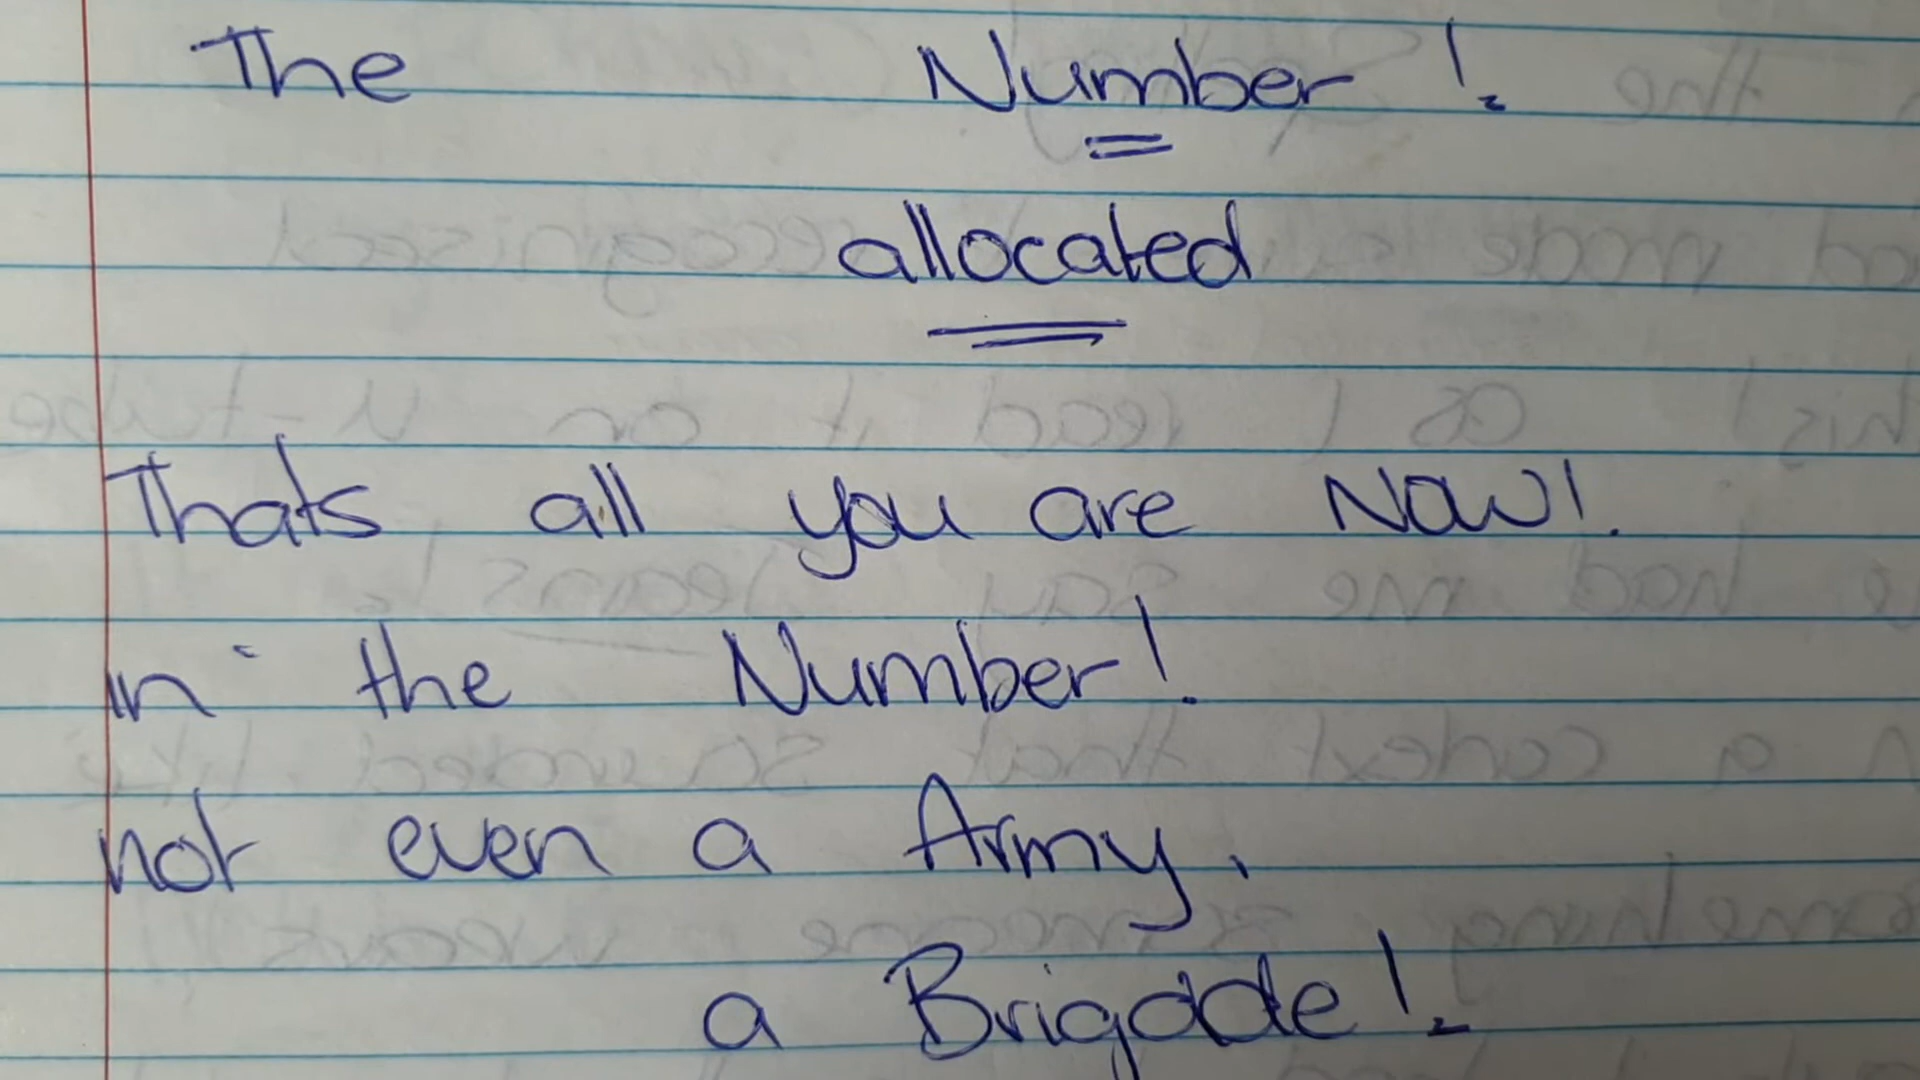 The Number!
allocated
Thats all you are NOW!.
in the Number!.
not even a Army,
a Brigade!.